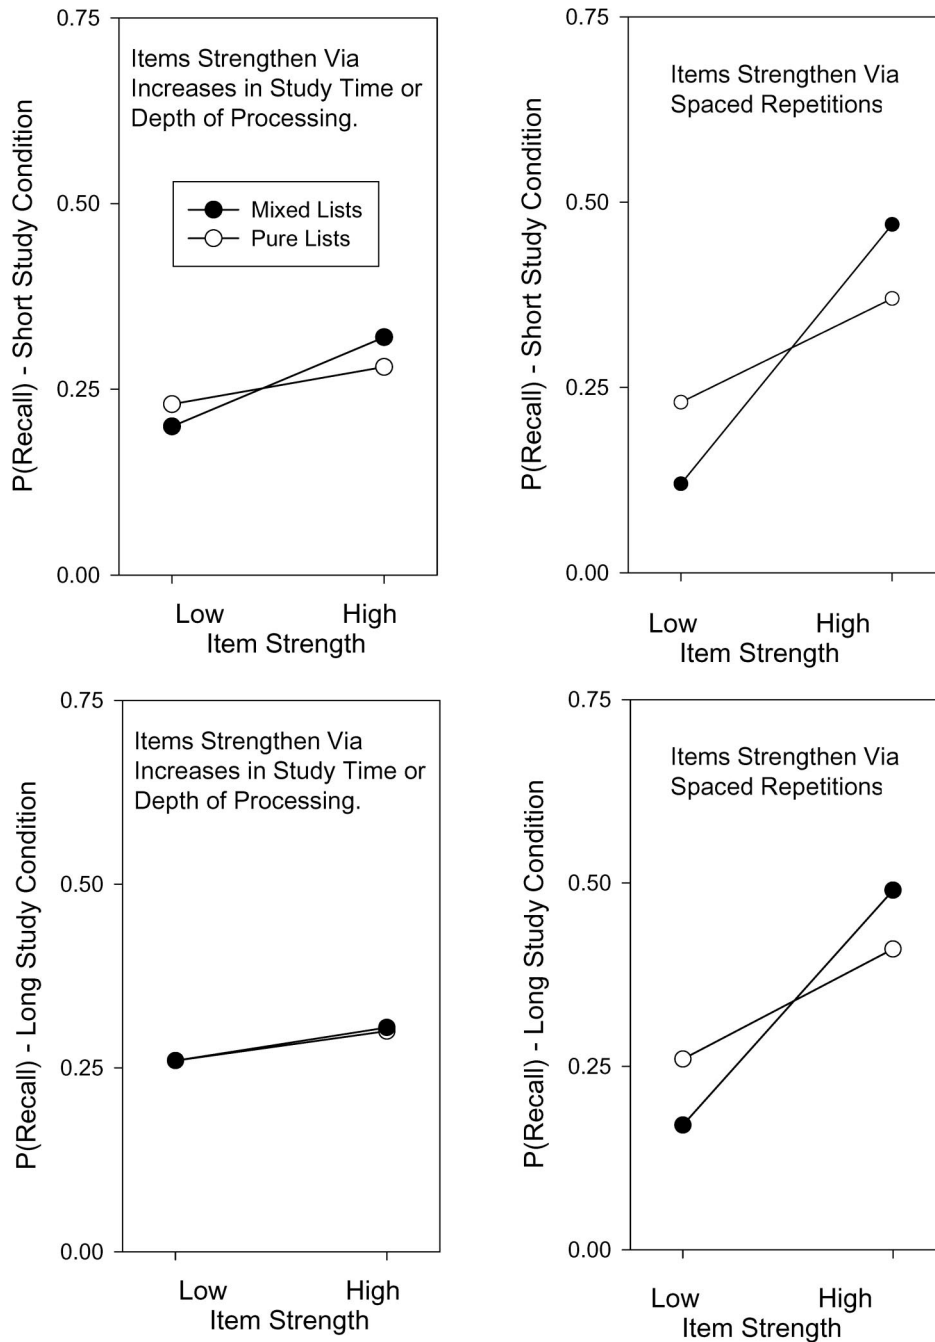 P(Recall) - Short Study Condition
0.75
0.50
0.25
0.00
Items Strengthen Via
Increases in Study Time or
Depth of Processing.
Mixed Lists
Pure Lists
Low High
Item Strength
P(Recall) - Short Study Condition
0.75
0.50
0.25
0.00
Items Strengthen Via
Spaced Repetitions
Low High
Item Strength
P(Recall) - Long Study Condition
0.75
0.50
0.25
0.00
Items Strengthen Via
Increases in Study Time or
Depth of Processing.
Low High
Item Strength
P(Recall) - Long Study Condition
0.75
0.50
0.25
0.00
Items Strengthen Via
Spaced Repetitions
Low High
Item Strength